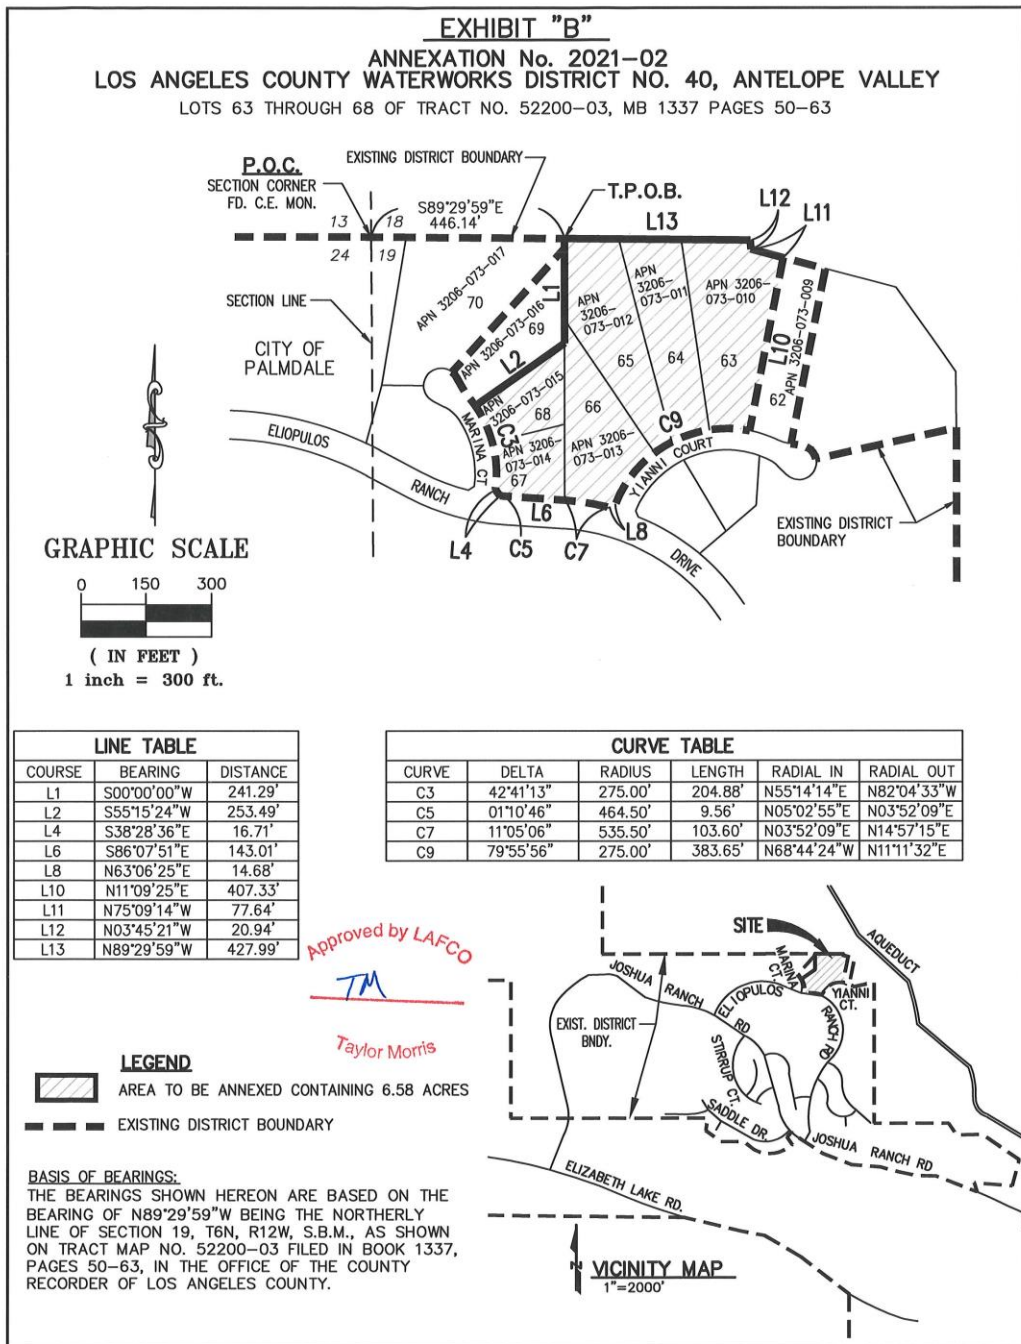 EXHIBIT "B"
ANNEXATION No. 2021-02
LOS ANGELES COUNTY WATERWORKS DISTRICT NO. 40, ANTELOPE VALLEY
LOTS 63 THROUGH 68 OF TRACT NO. 52200-03, MB 1337 PAGES 50-63
P.O.C.
SECTION CORNER
FD. C.E. MON.
EXISTING DISTRICT BOUNDARY
S89°29'59"E
446.14'
T.P.O.B.
L13
L12
L11
13
18
24
19
SECTION LINE
CITY OF
PALMDALE
APN 3206-073-017
70
APN 3206-073-016
69
L1
L2
APN
3206-
073-012
65
APN
3206-
073-011
64
APN 3206-
073-010
63
L10
APN 3206-073-009
62
APN
3206-073-015
68
66
C9
MARINA CT
C3
APN 3206-
073-014
67
APN 3206-
073-013
YIANNI COURT
ELIOPULOS
RANCH
DRIVE
L6
L8
L4
C5
C7
EXISTING DISTRICT
BOUNDARY
GRAPHIC SCALE
0 150 300
( IN FEET )
1 inch = 300 ft.
LINE TABLE
COURSE BEARING DISTANCE
L1 S00°00'00"W 241.29'
L2 S55°15'24"W 253.49'
L4 S38°28'36"E 16.71'
L6 S86°07'51"E 143.01'
L8 N63°06'25"E 14.68'
L10 N11°09'25"E 407.33'
L11 N75°09'14"W 77.64'
L12 N03°45'21"W 20.94'
L13 N89°29'59"W 427.99'
CURVE TABLE
CURVE DELTA RADIUS LENGTH RADIAL IN RADIAL OUT
C3 42°41'13" 275.00' 204.88' N55°14'14"E N82°04'33"W
C5 01°10'46" 464.50' 9.56' N05°02'55"E N03°52'09"E
C7 11°05'06" 535.50' 103.60' N03°52'09"E N14°57'15"E
C9 79°55'56" 275.00' 383.65' N68°44'24"W N11°11'32"E
Approved by LAFCO
TM
Taylor Morris
LEGEND
AREA TO BE ANNEXED CONTAINING 6.58 ACRES
EXISTING DISTRICT BOUNDARY
BASIS OF BEARINGS:
THE BEARINGS SHOWN HEREON ARE BASED ON THE
BEARING OF N89°29'59"W BEING THE NORTHERLY
LINE OF SECTION 19, T6N, R12W, S.B.M., AS SHOWN
ON TRACT MAP NO. 52200-03 FILED IN BOOK 1337,
PAGES 50-63, IN THE OFFICE OF THE COUNTY
RECORDER OF LOS ANGELES COUNTY.
SITE
AQUEDUCT
MARINA
CT.
YIANNI
CT.
JOSHUA RANCH RD
ELIOPULOS RANCH RD
EXIST. DISTRICT
BNDY.
STIRRUP CT.
SADDLE DR.
JOSHUA RANCH RD
ELIZABETH LAKE RD.
N
VICINITY MAP
1"=2000'